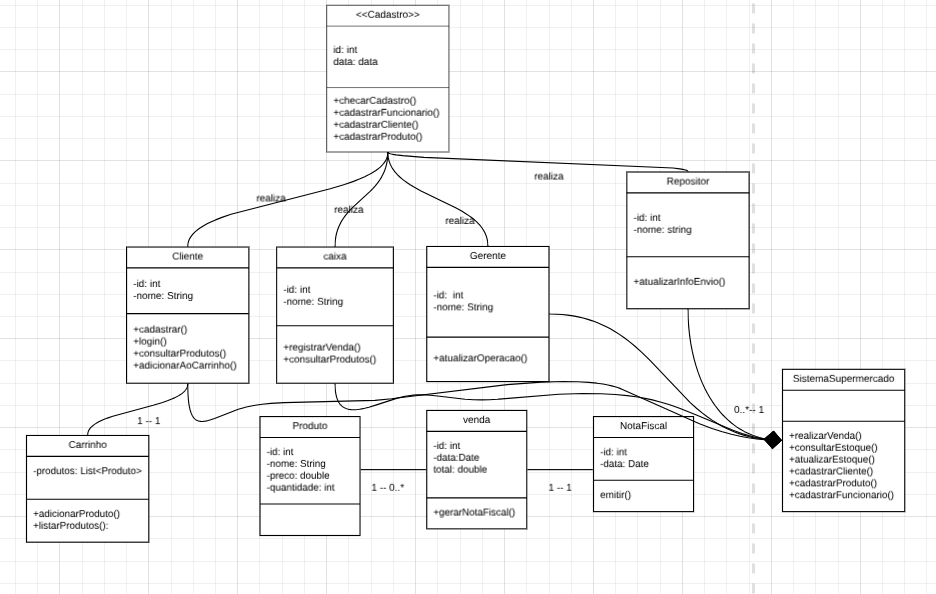 <<Cadastro>>
id: int
data: data
+checarCadastro()
+cadastrarFuncionario()
+cadastrarCliente()
+cadastrarProduto()
realiza
realiza
realiza
realiza
Repositor
-id: int
-nome: string
+atualizarInfoEnvio()
Cliente
-id: int
-nome: String
+cadastrar()
+login()
+consultarProdutos()
+adicionarAoCarrinho()
caixa
-id: int
-nome: String
+registrarVenda()
+consultarProdutos()
Gerente
-id:  int
-nome: String
+atualizarOperacao()
SistemaSupermercado
+realizarVenda()
+consultarEstoque()
+atualizarEstoque()
+cadastrarCliente()
+cadastrarProduto()
+cadastrarFuncionario()
0..*-- 1
1 -- 1
Carrinho
-produtos: List<Produto>
+adicionarProduto()
+listarProdutos():
Produto
-id: int
-nome: String
-preco: double
-quantidade: int
1 -- 0..*
venda
-id: int
-data:Date
total: double
+gerarNotaFiscal()
1 -- 1
NotaFiscal
-id: int
-data: Date
emitir()